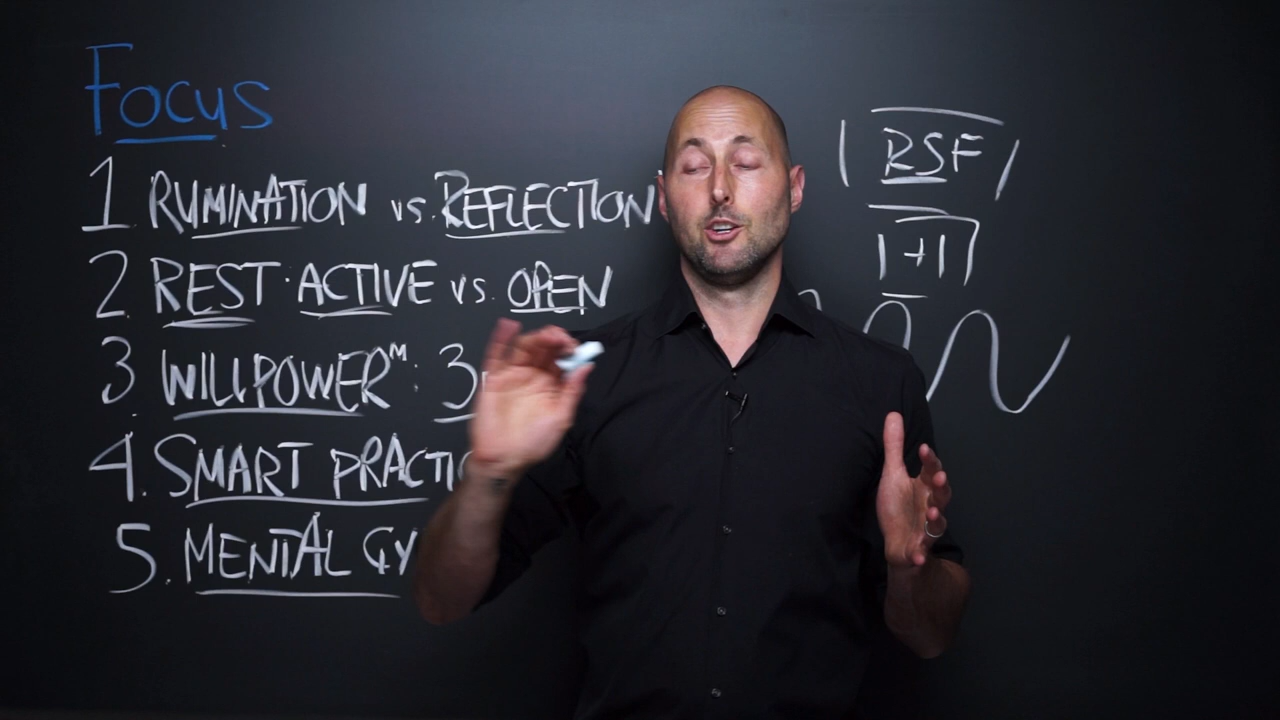 Focus
1 RUMINATION vs. REFLECTION
2 REST: ACTIVE vs. OPEN
3 WILLPOWER™: 3
4. SMART PRACTIC
5. MENTAL GY
RSF
1+1